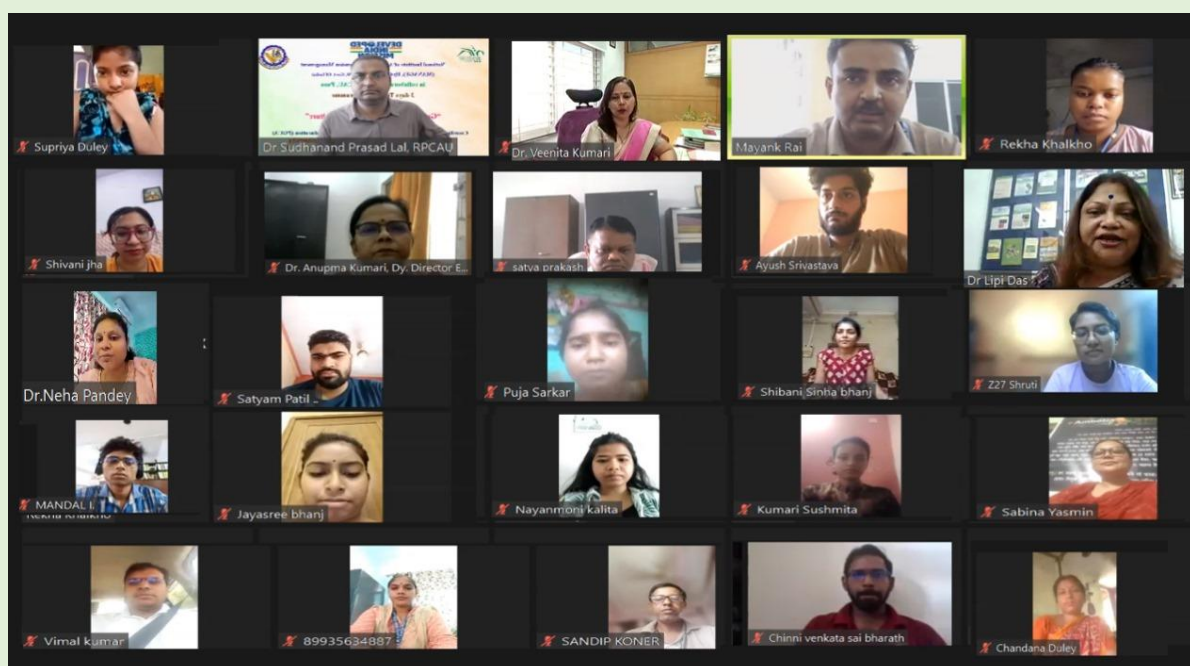 Supriya Duley
DEVELOPED
INDIA
Dr Sudhanand Prasad Lal, RPCAU
Dr. Veenita Kumari
Mayank Rai
Rekha Khalkho
Shivani jha
Dr. Anupma Kumari, Dy. Director E...
satya prakash
Ayush Srivastava
Dr Lipi Das
Dr.Neha Pandey
Satyam Patil
Puja Sarkar
Shibani Sinha bhanj
Z27 Shruti
MANDAL I.
Rekha Khalkho
Jayasree bhanj
Nayanmoni kalita
Kumari Sushmita
Sabina Yasmin
Vimal kumar
89935634887
SANDIP KONER
Chinni venkata sai bharath
Chandana Duley